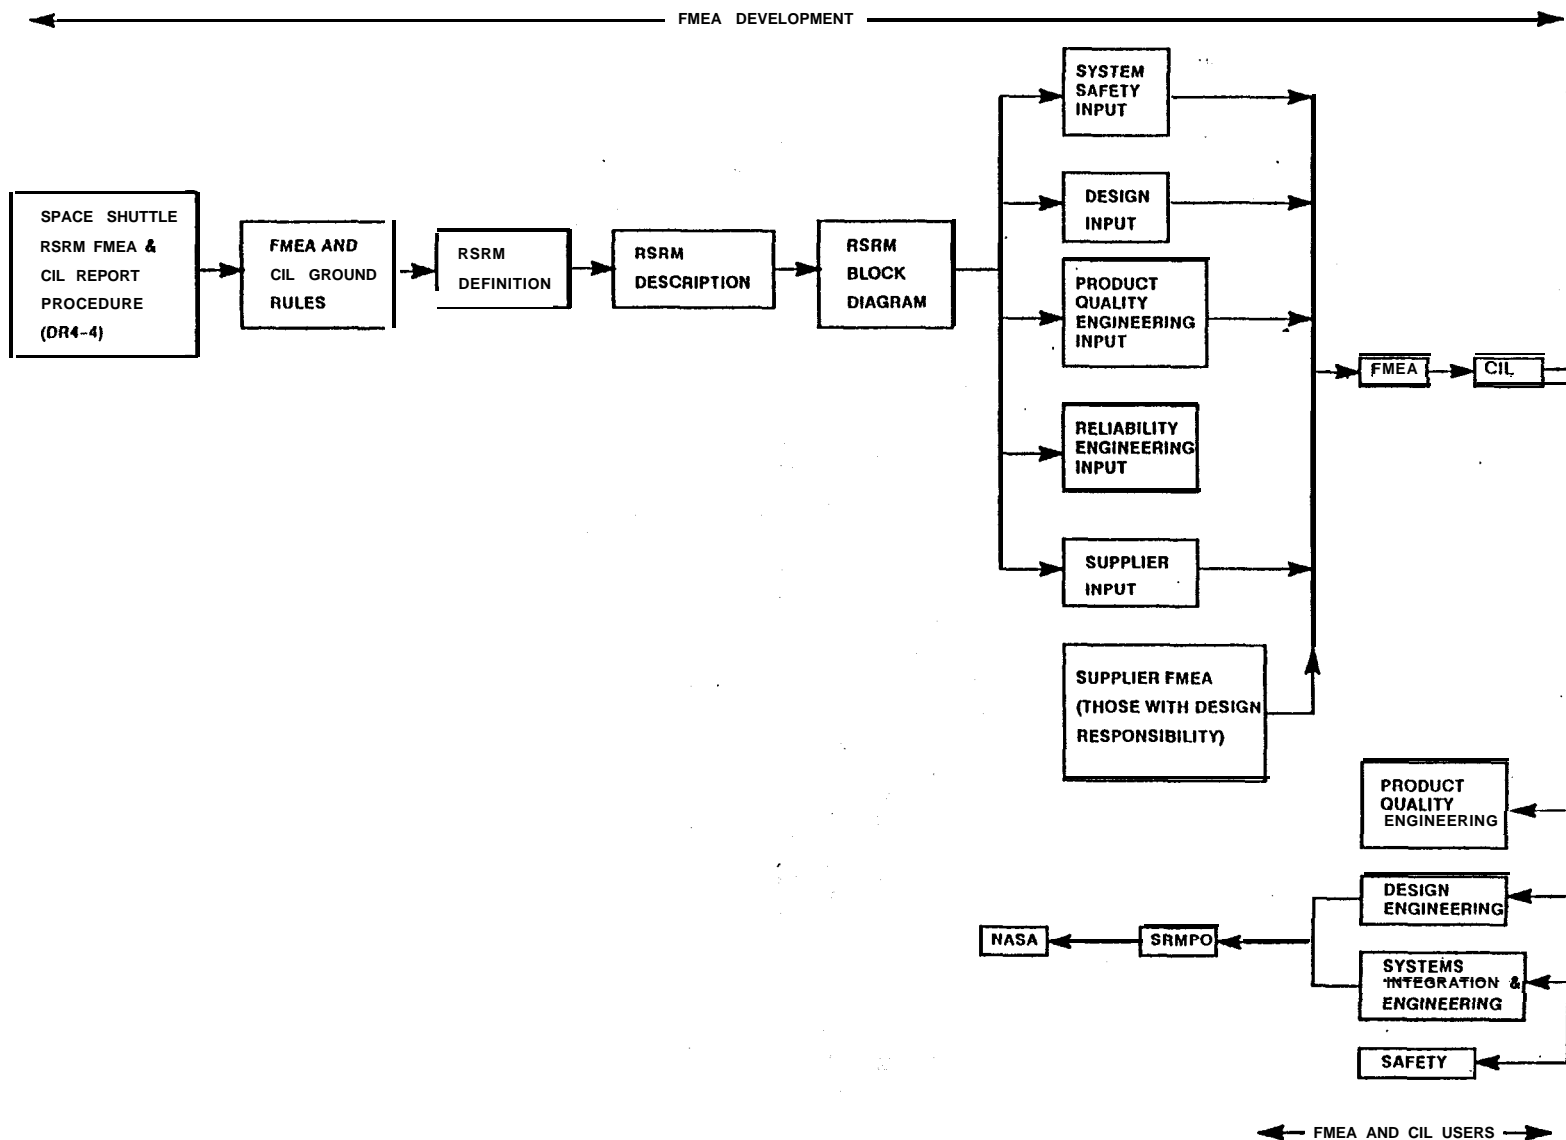 FMEA DEVELOPMENT
SPACE SHUTTLE
RSRM FMEA &
CIL REPORT
PROCEDURE
(DR4-4)
FMEA AND
CIL GROUND
RULES
RSRM
DEFINITION
RSRM
DESCRIPTION
RSRM
BLOCK
DIAGRAM
SYSTEM
SAFETY
INPUT
DESIGN
INPUT
PRODUCT
QUALITY
ENGINEERING
INPUT
RELIABILITY
ENGINEERING
INPUT
SUPPLIER
INPUT
SUPPLIER FMEA
(THOSE WITH DESIGN
RESPONSIBILITY)
FMEA
CIL
PRODUCT
QUALITY
ENGINEERING
DESIGN
ENGINEERING
SYSTEMS
INTEGRATION &
ENGINEERING
SAFETY
SRMPO
NASA
FMEA AND CIL USERS